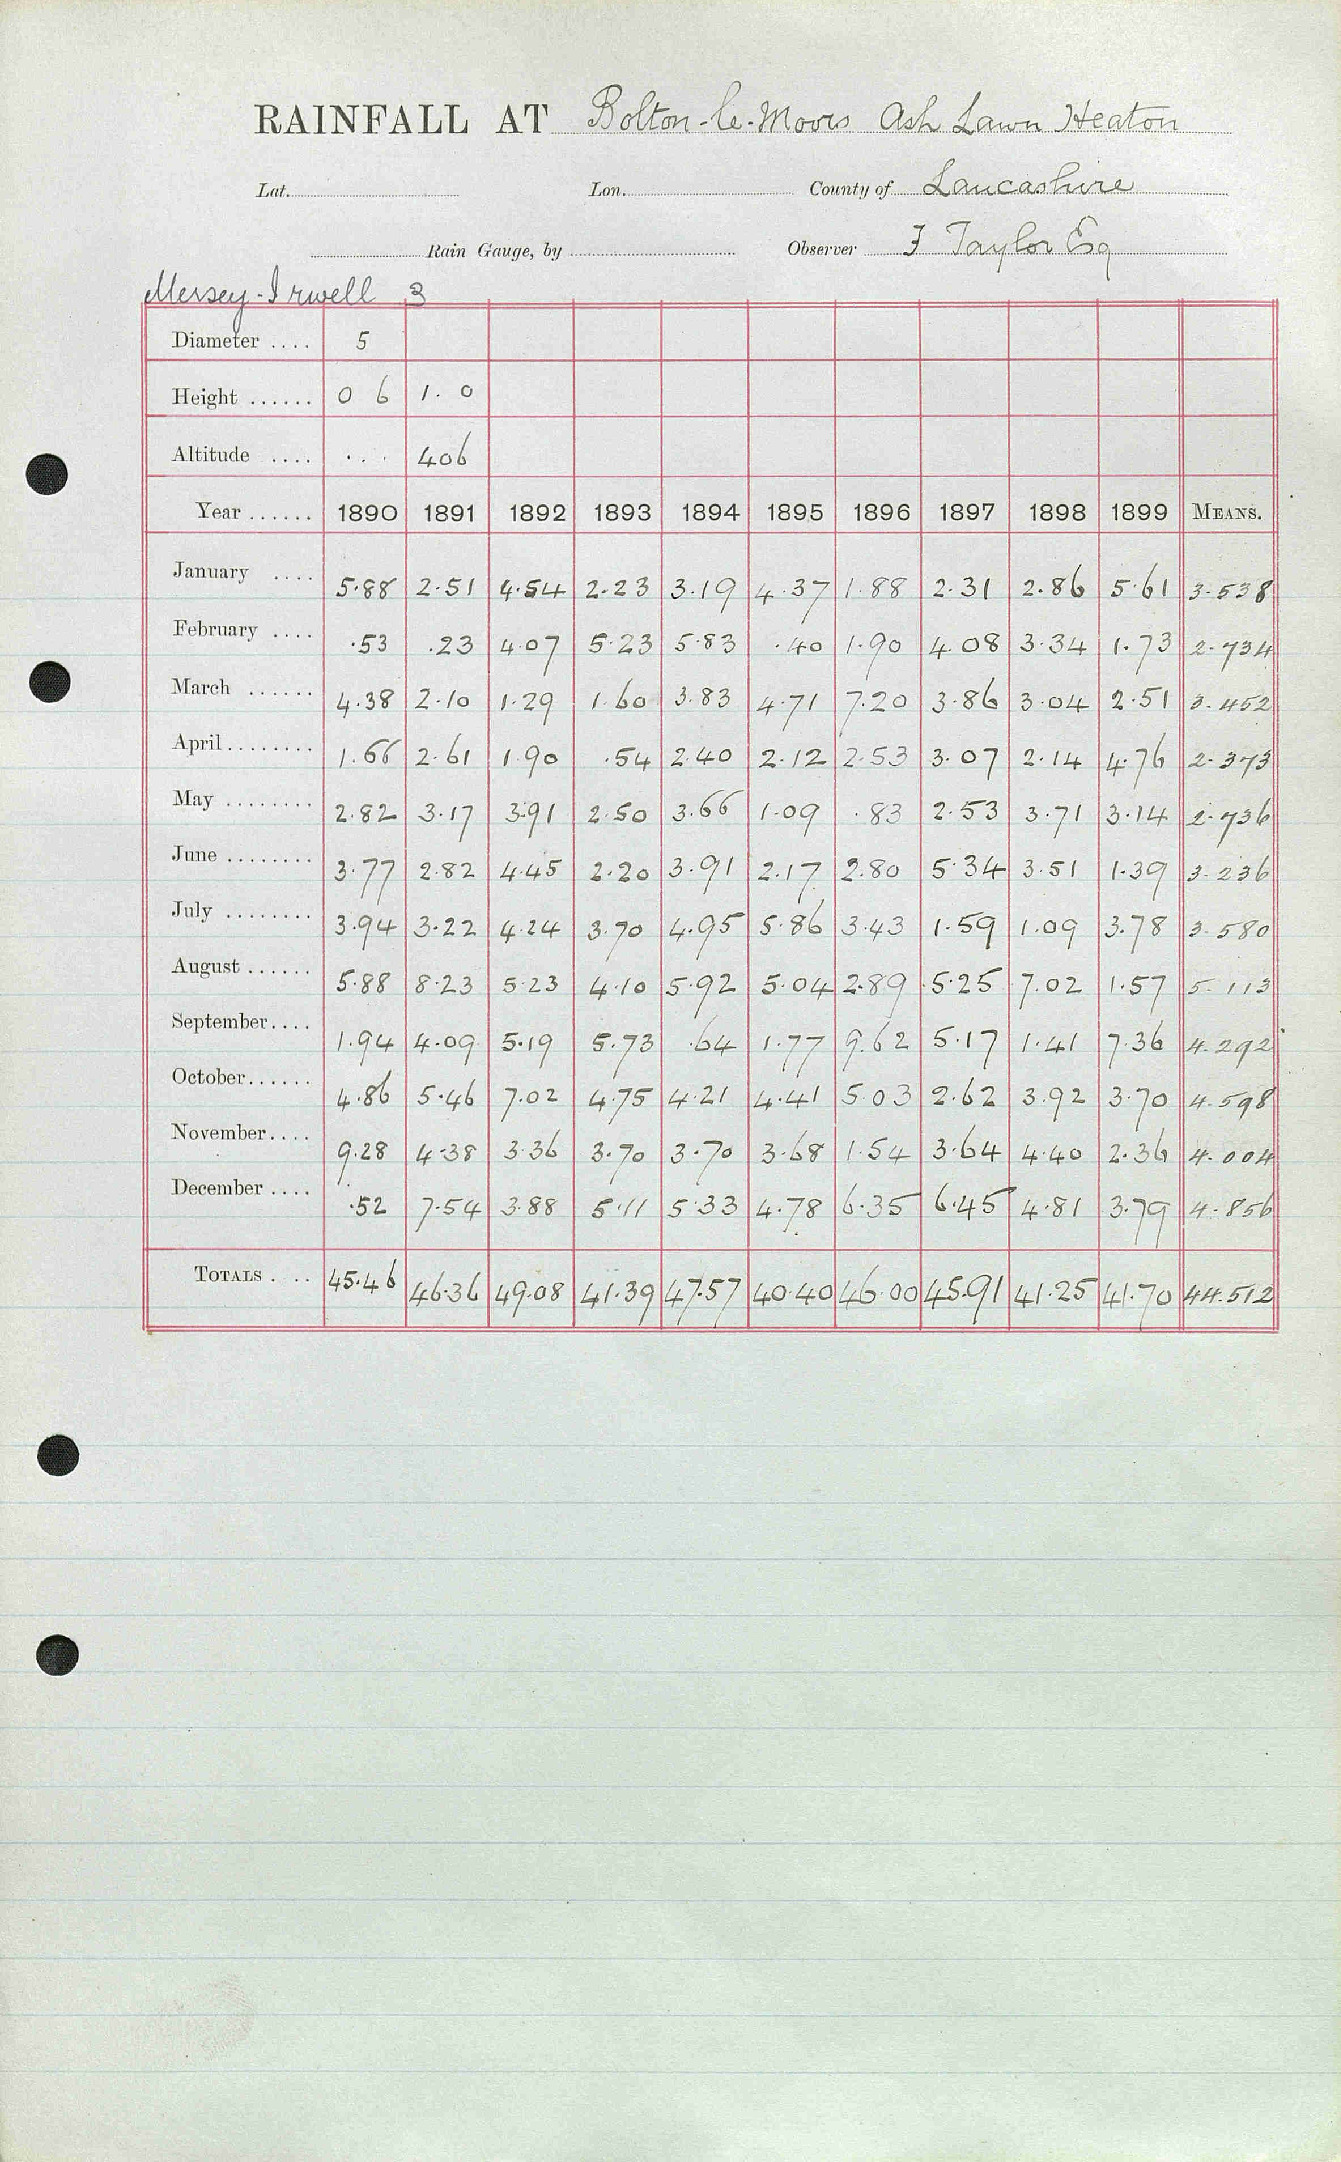 RAINFALL AT Bolton-le-Moors Ash Lawn Heaton
Lat. Lon. County of Lancashire
Rain Gauge, by Observer F Taylor Esq
Mersey-Irwell 3
Diameter .... 5
Height ...... 0 6 1. 0
Altitude .... ... 406
Year ...... 1890 1891 1892 1893 1894 1895 1896 1897 1898 1899 MEANS.
January .... 5.88 2.51 4.54 2.23 3.19 4.37 1.88 2.31 2.86 5.61 3.538
February .... .53 .23 4.07 5.23 5.83 .40 1.90 4.08 3.34 1.73 2.734
March ...... 4.38 2.10 1.29 1.60 3.83 4.71 7.20 3.86 3.04 2.51 3.452
April ........ 1.66 2.61 1.90 .54 2.40 2.12 2.53 3.07 2.14 4.76 2.373
May ........ 2.82 3.17 3.91 2.50 3.66 1.09 .83 2.53 3.71 3.14 2.736
June ........ 3.77 2.82 4.45 2.20 3.91 2.17 2.80 5.34 3.51 1.39 3.236
July ........ 3.94 3.22 4.24 3.70 4.95 5.86 3.43 1.59 1.09 3.78 3.580
August ...... 5.88 8.23 5.23 4.10 5.92 5.04 2.89 5.25 7.02 1.57 5.113
September.... 1.94 4.09 5.19 5.73 .64 1.77 9.62 5.17 1.41 7.36 4.292
October...... 4.86 5.46 7.02 4.75 4.21 4.41 5.03 2.62 3.92 3.70 4.598
November.... 9.28 4.38 3.36 3.70 3.70 3.68 1.54 3.64 4.40 2.36 4.004
December .... .52 7.54 3.88 5.11 5.33 4.78 6.35 6.45 4.81 3.79 4.856
TOTALS .... 45.46 46.36 49.08 41.39 47.57 40.40 46.00 45.91 41.25 41.70 44.512